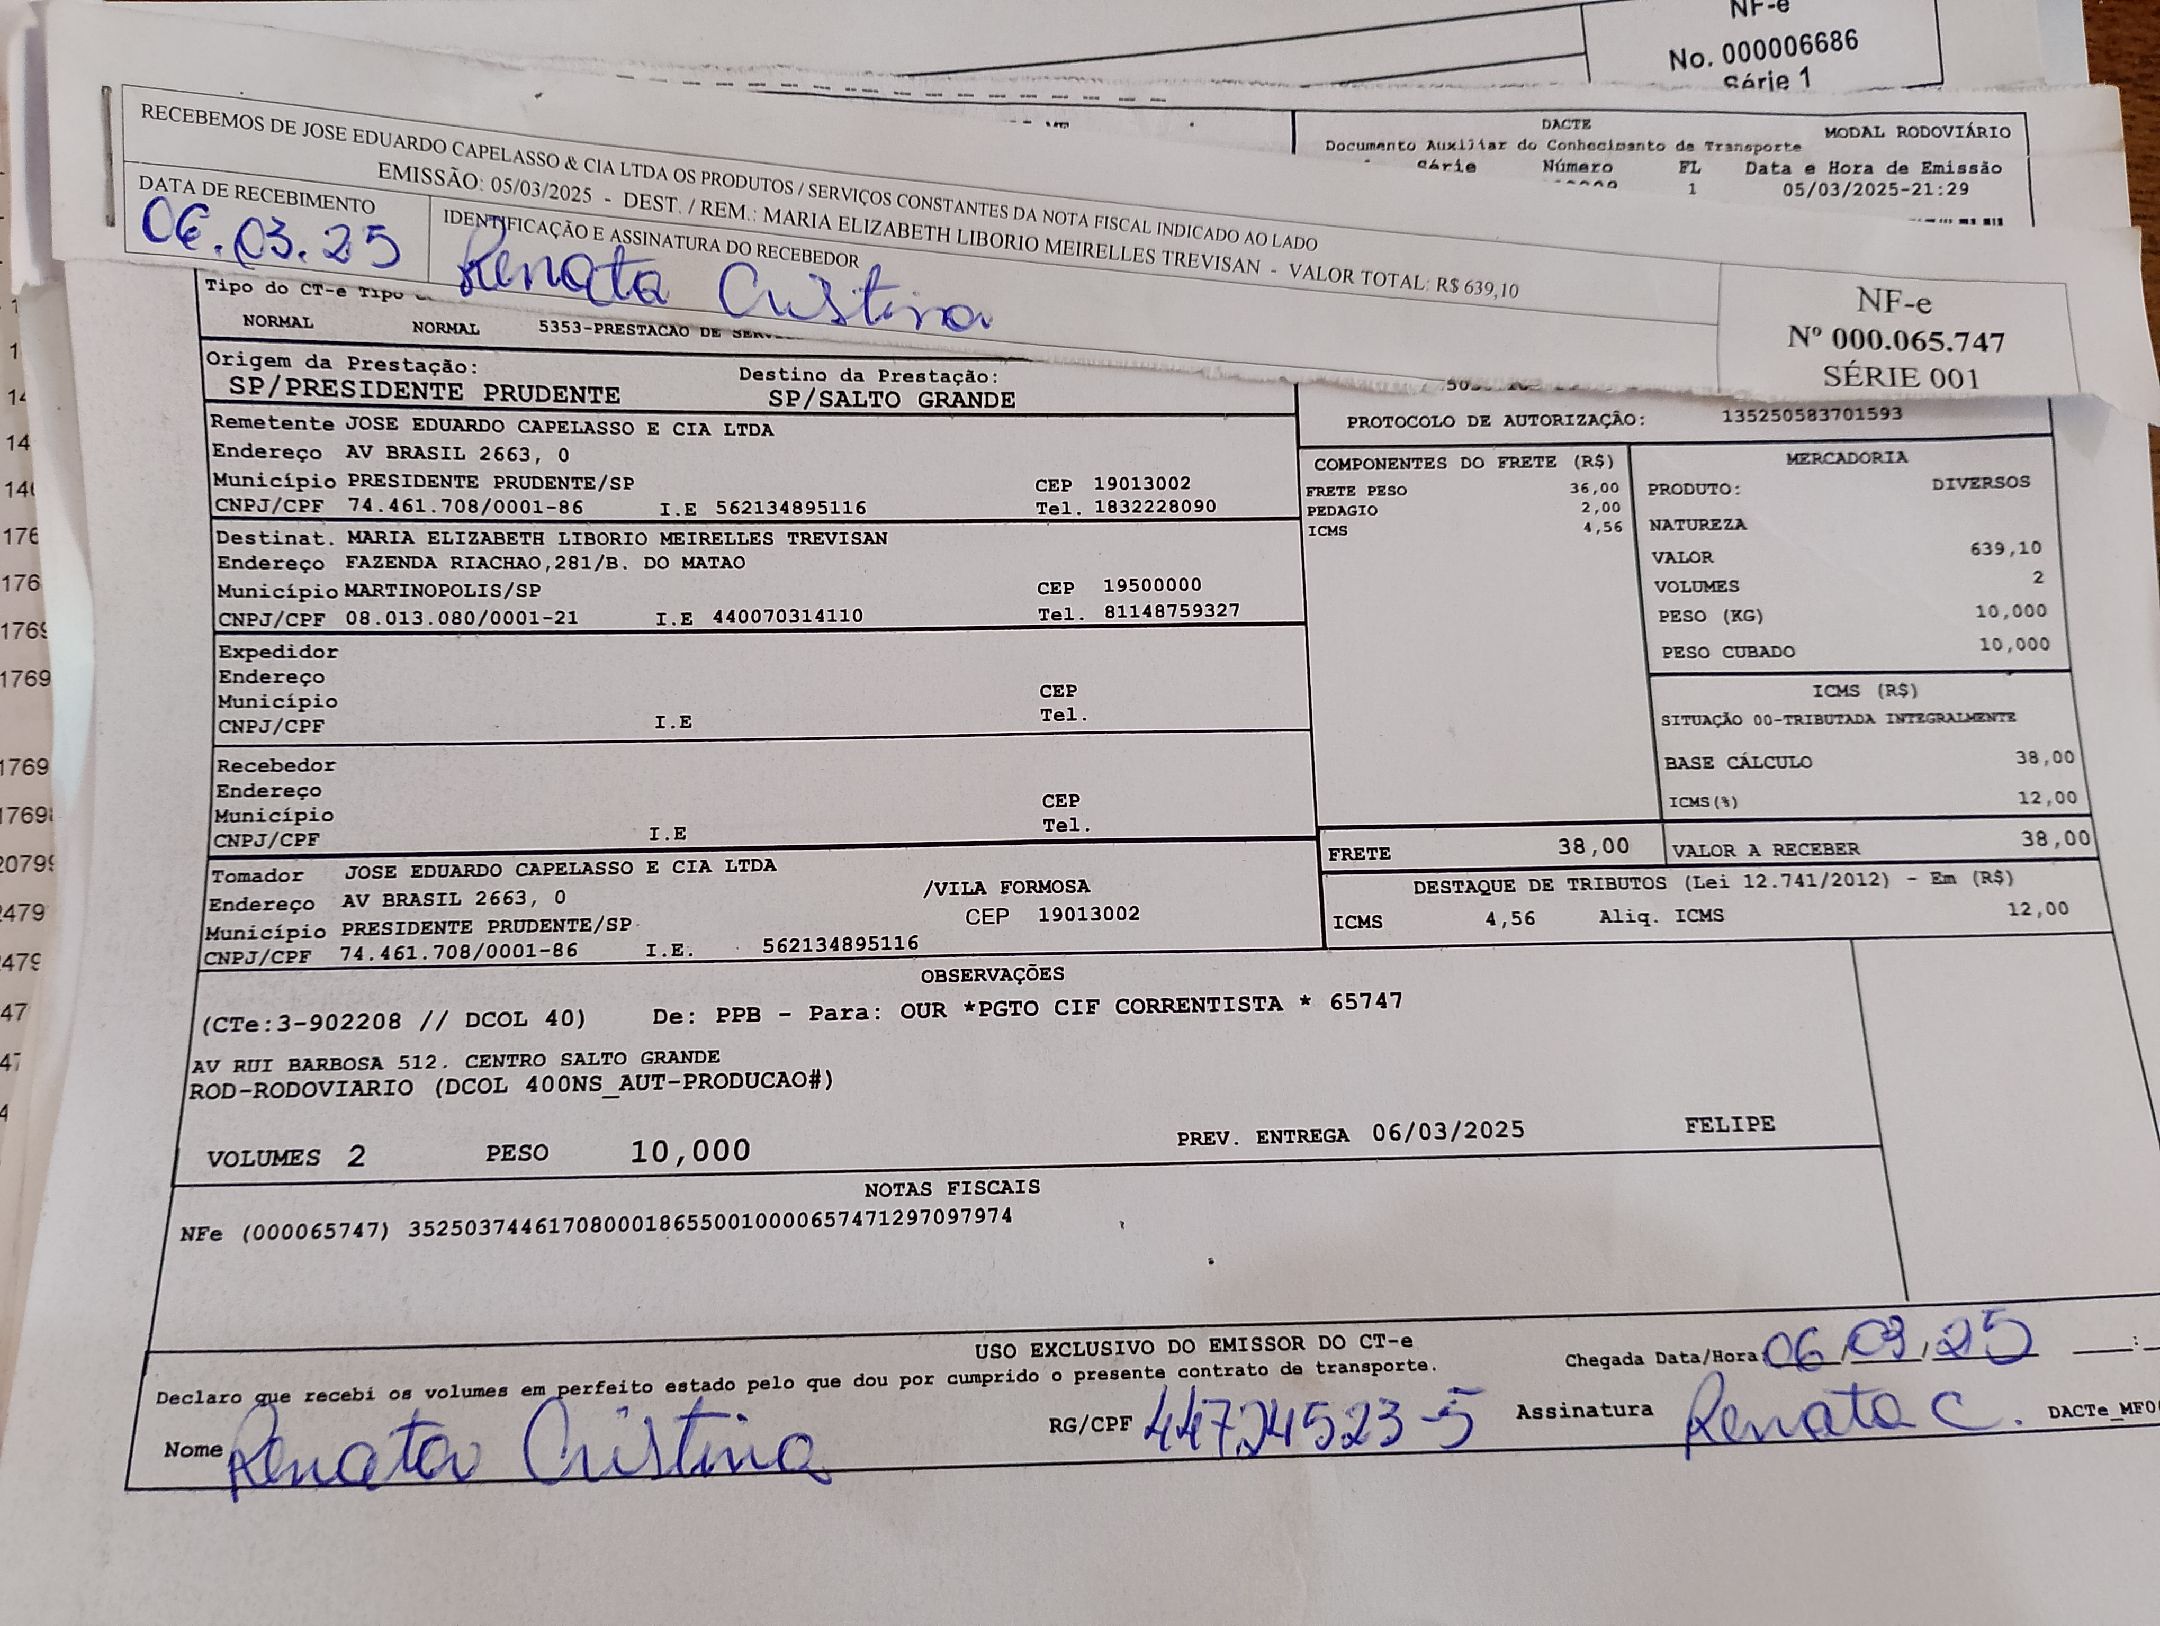 NF-e
No. 000006686
Série 1
DACTE
MODAL RODOVIÁRIO
Documento Auxiliar do Conhecimento de Transporte
Série Número FL Data e Hora de Emissão
1 05/03/2025-21:29
RECEBEMOS DE JOSE EDUARDO CAPELASSO & CIA LTDA OS PRODUTOS / SERVIÇOS CONSTANTES DA NOTA FISCAL INDICADO AO LADO
EMISSÃO: 05/03/2025 - DEST. / REM.: MARIA ELIZABETH LIBORIO MEIRELLES TREVISAN - VALOR TOTAL: R$ 639,10
DATA DE RECEBIMENTO
06.03.25
IDENTIFICAÇÃO E ASSINATURA DO RECEBEDOR
Renata Cristina
NF-e
Nº 000.065.747
SÉRIE 001
Tipo do CT-e Tipo
NORMAL NORMAL 5353-PRESTACAO DE
Origem da Prestação: Destino da Prestação:
SP/PRESIDENTE PRUDENTE SP/SALTO GRANDE
PROTOCOLO DE AUTORIZAÇÃO: 135250583701593
Remetente JOSE EDUARDO CAPELASSO E CIA LTDA
Endereço AV BRASIL 2663, 0
Município PRESIDENTE PRUDENTE/SP CEP 19013002
CNPJ/CPF 74.461.708/0001-86 I.E 562134895116 Tel. 1832228090
Destinat. MARIA ELIZABETH LIBORIO MEIRELLES TREVISAN
Endereço FAZENDA RIACHAO,281/B. DO MATAO
Município MARTINOPOLIS/SP CEP 19500000
CNPJ/CPF 08.013.080/0001-21 I.E 440070314110 Tel. 81148759327
Expedidor
Endereço
Município CEP
CNPJ/CPF I.E Tel.
Recebedor
Endereço
Município CEP
CNPJ/CPF I.E Tel.
Tomador JOSE EDUARDO CAPELASSO E CIA LTDA
Endereço AV BRASIL 2663, 0 /VILA FORMOSA
Município PRESIDENTE PRUDENTE/SP CEP 19013002
CNPJ/CPF 74.461.708/0001-86 I.E. 562134895116
COMPONENTES DO FRETE (R$)
FRETE PESO 36,00
PEDAGIO 2,00
ICMS 4,56
MERCADORIA
PRODUTO: DIVERSOS
NATUREZA
VALOR 639,10
VOLUMES 2
PESO (KG) 10,000
PESO CUBADO 10,000
ICMS (R$)
SITUAÇÃO 00-TRIBUTADA INTEGRALMENTE
BASE CÁLCULO 38,00
ICMS(%) 12,00
FRETE 38,00 VALOR A RECEBER 38,00
DESTAQUE DE TRIBUTOS (Lei 12.741/2012) - Em (R$)
ICMS 4,56 Aliq. ICMS 12,00
OBSERVAÇÕES
(CTe:3-902208 // DCOL 40) De: PPB - Para: OUR *PGTO CIF CORRENTISTA * 65747
AV RUI BARBOSA 512. CENTRO SALTO GRANDE
ROD-RODOVIARIO (DCOL 400NS_AUT-PRODUCAO#)
VOLUMES 2 PESO 10,000 PREV. ENTREGA 06/03/2025 FELIPE
NOTAS FISCAIS
NFe (000065747) 35250374461708000186550010000657471297097974
USO EXCLUSIVO DO EMISSOR DO CT-e
Declaro que recebi os volumes em perfeito estado pelo que dou por cumprido o presente contrato de transporte.
Chegada Data/Hora 06,03,25 :
Nome Renata Cristina RG/CPF 44724523-5 Assinatura Renata C. DACTe_MF0